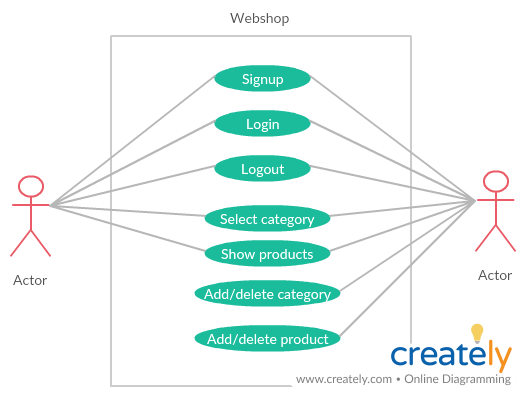 Webshop
Signup
Login
Logout
Select category
Show products
Add/delete category
Add/delete product
Actor
Actor
creately
www.creately.com • Online Diagramming